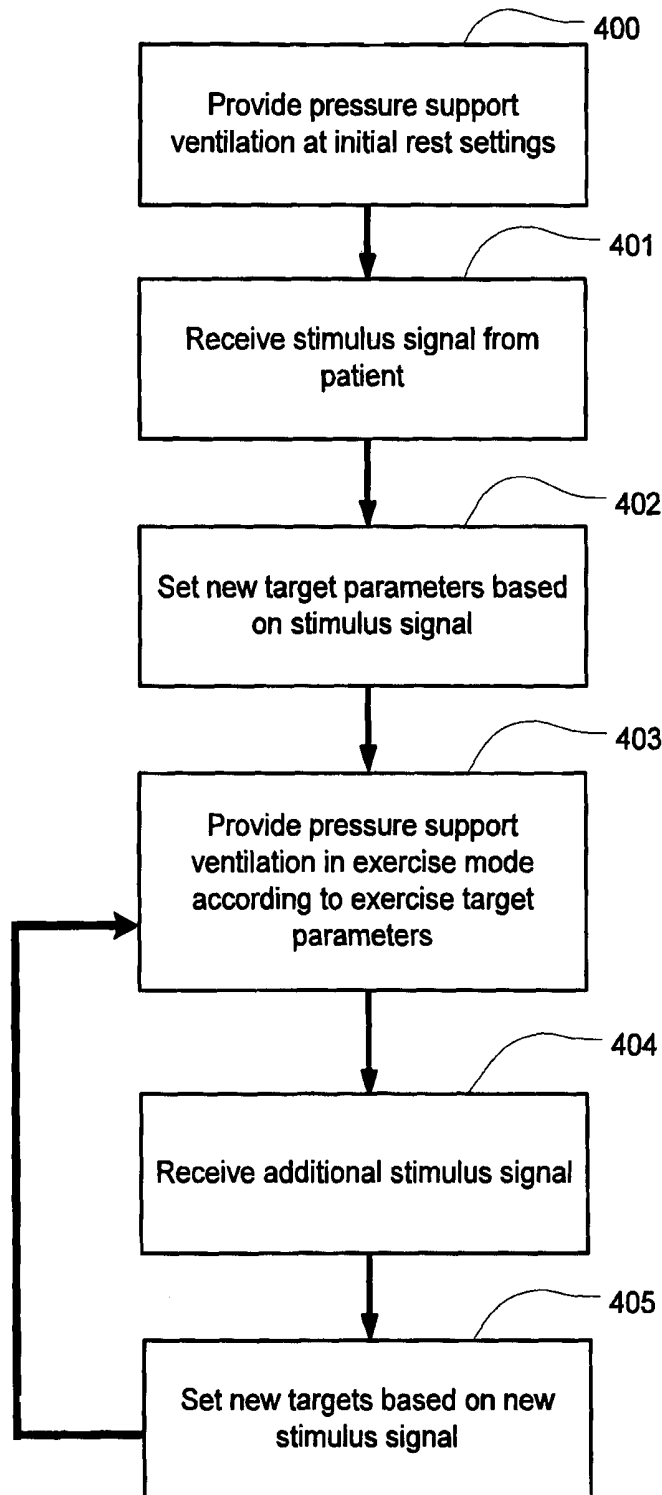 400
Provide pressure support
ventilation at initial rest settings
401
Receive stimulus signal from
patient
402
Set new target parameters based
on stimulus signal
403
Provide pressure support
ventilation in exercise mode
according to exercise target
parameters
404
Receive additional stimulus signal
405
Set new targets based on new
stimulus signal